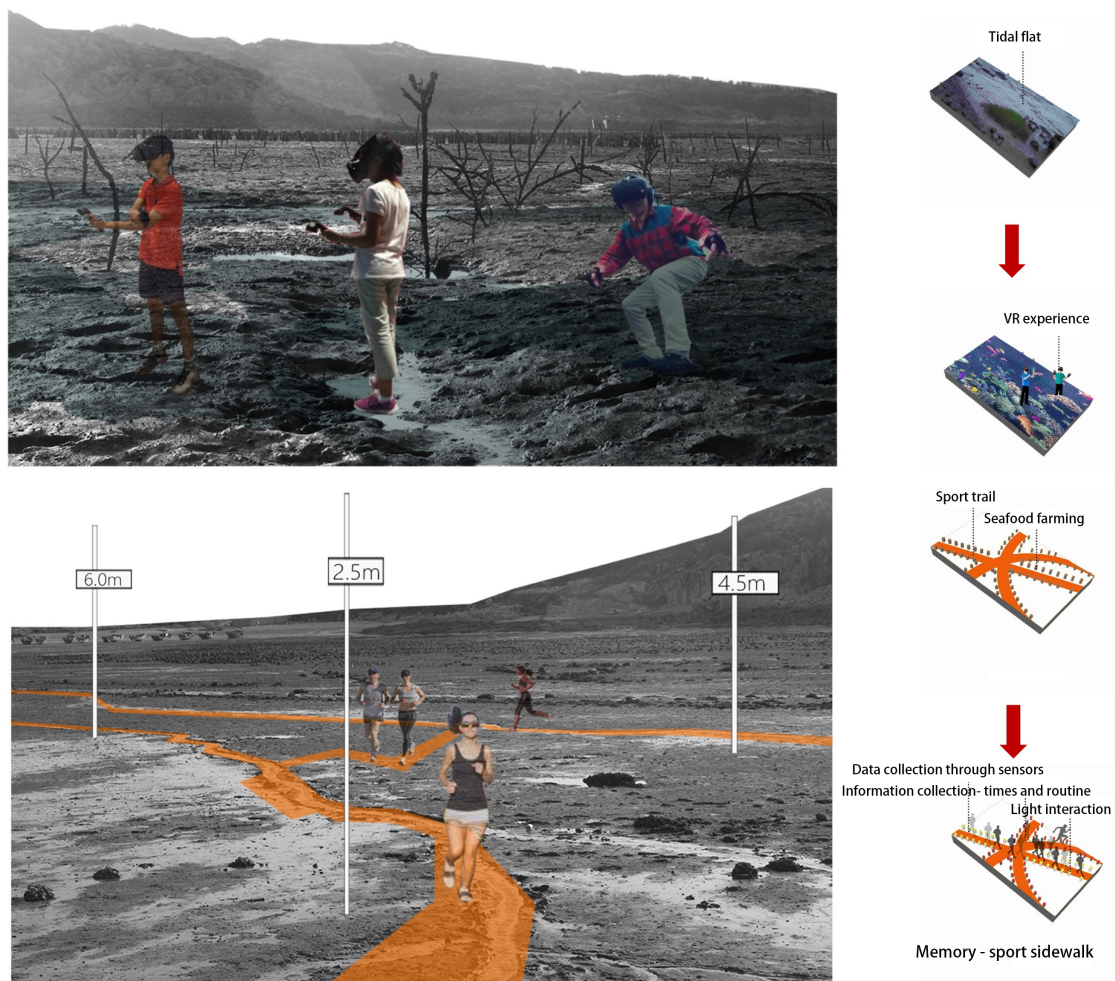 Tidal flat
VR experience
Sport trail
Seafood farming
6.0m
2.5m
4.5m
Data collection through sensors
Information collection- times and routine
Light interaction
Memory - sport sidewalk